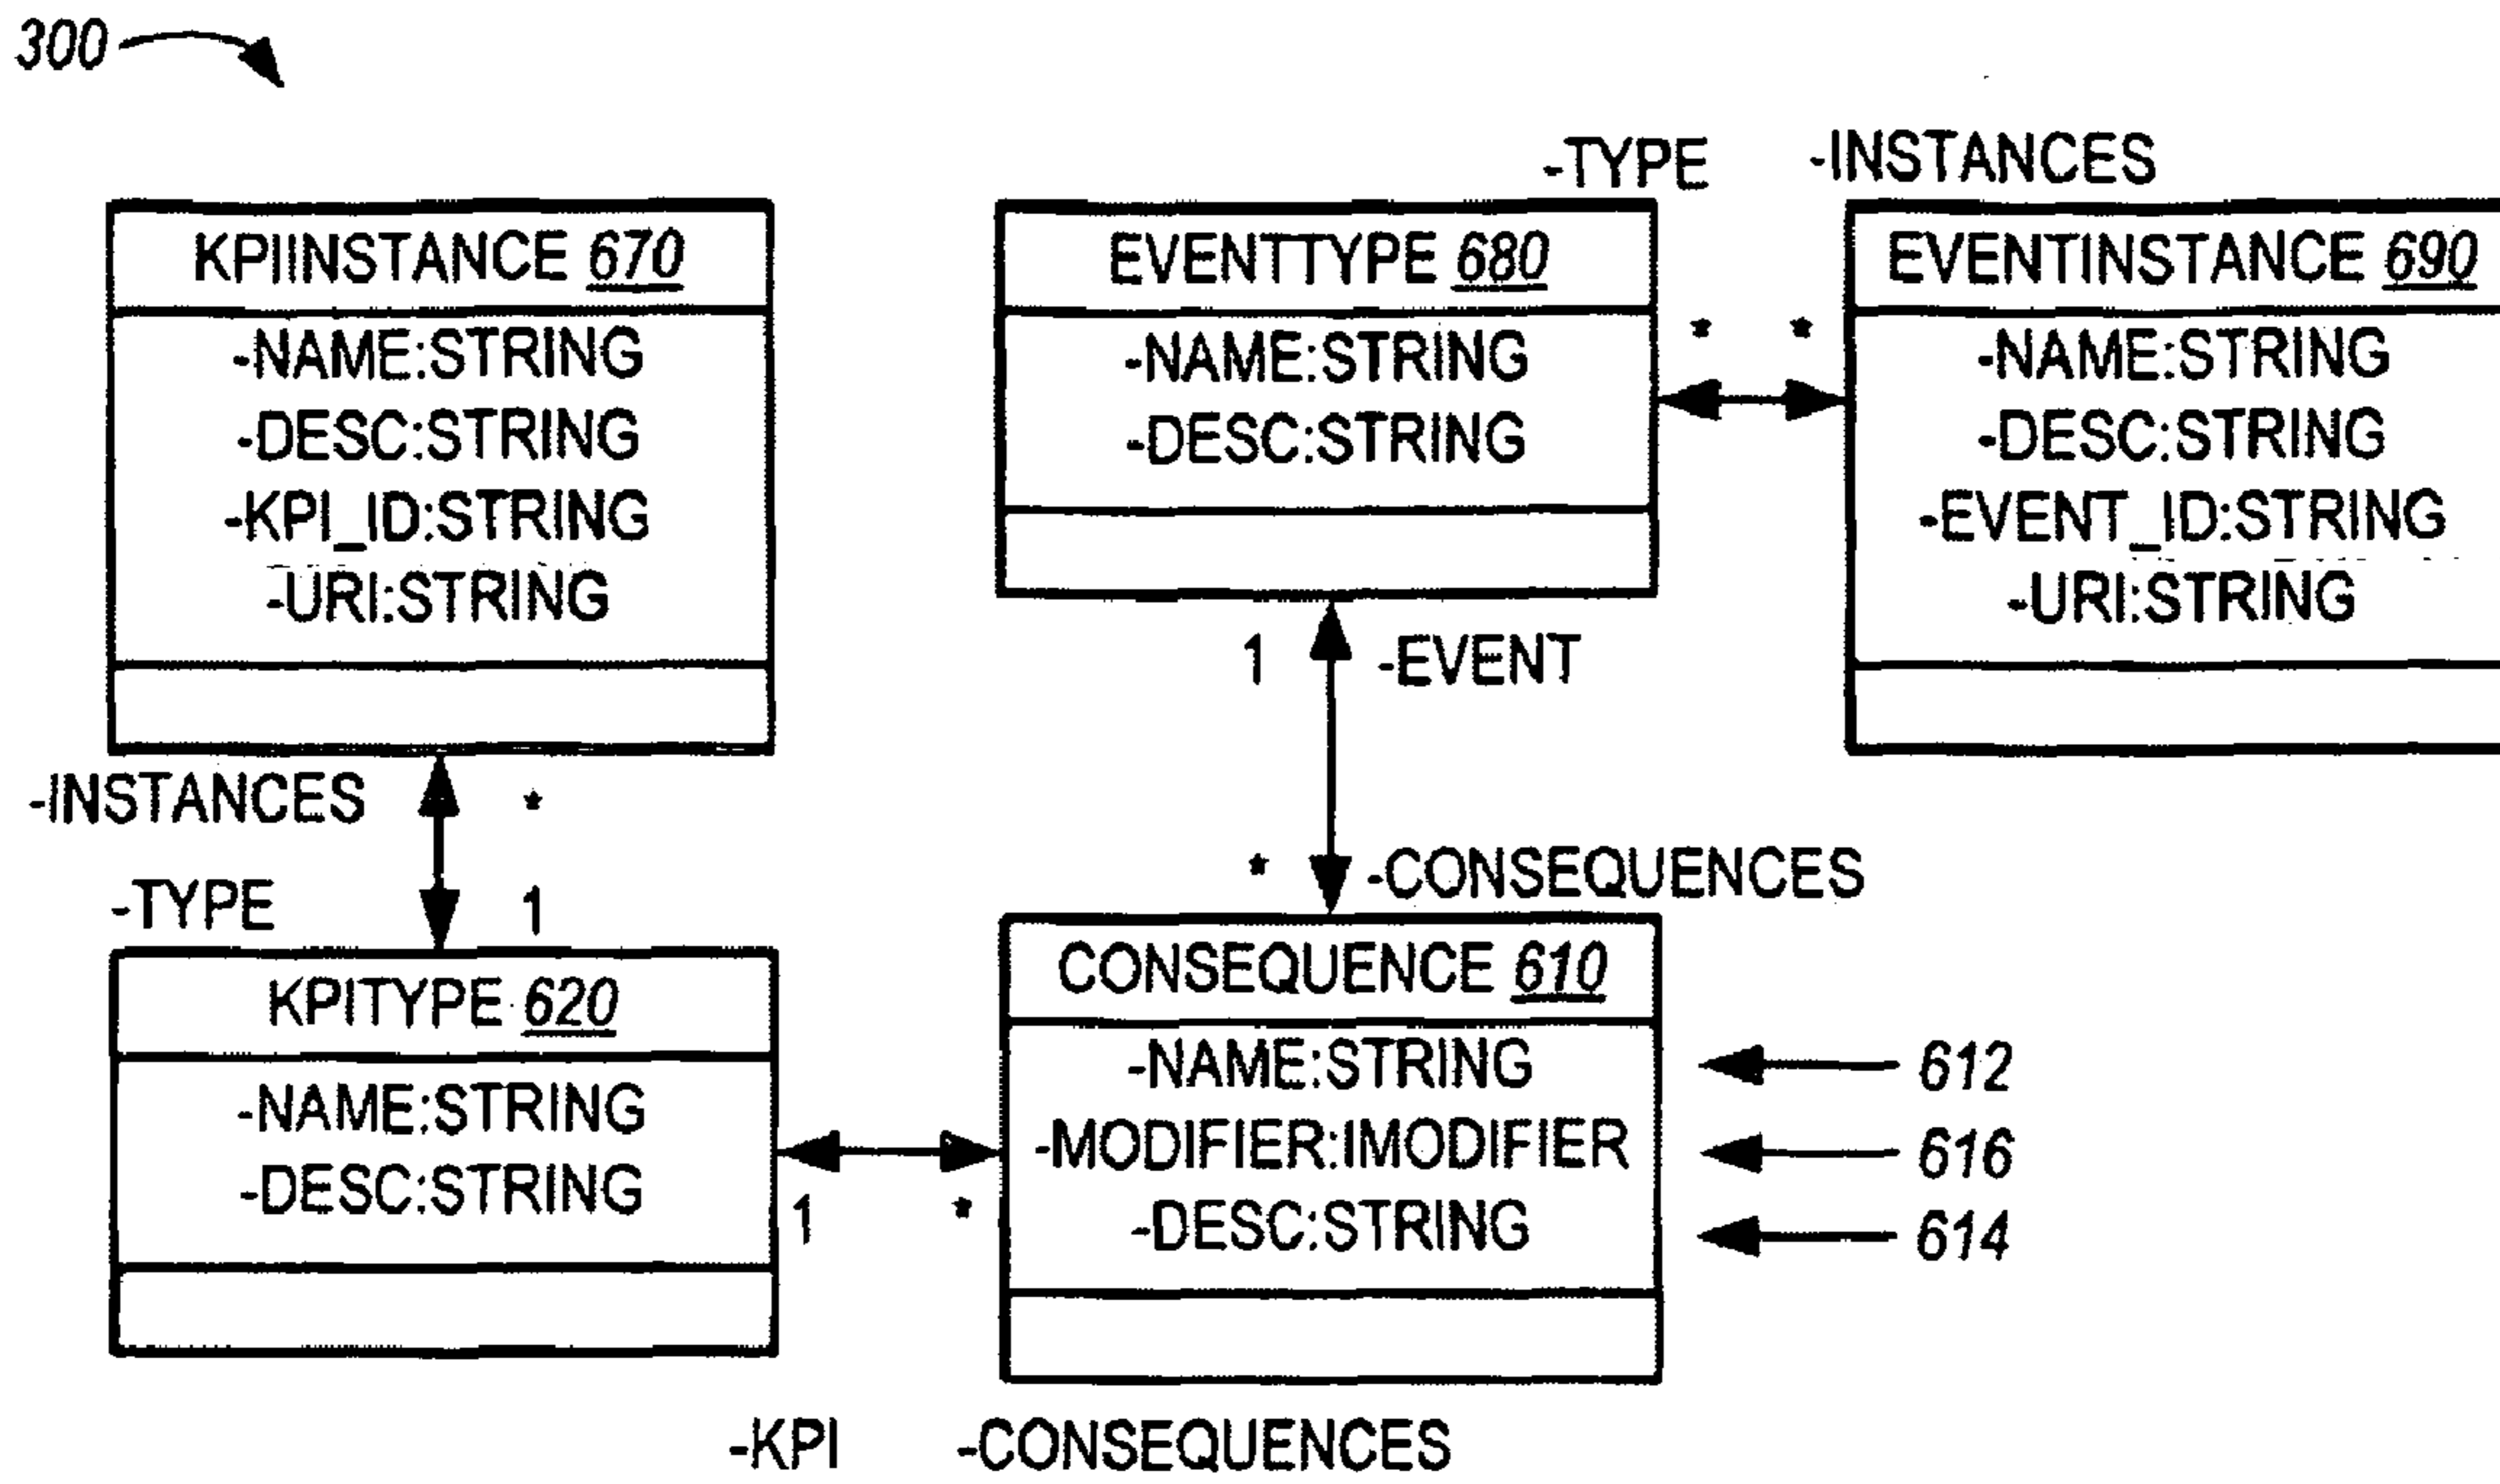 300
-TYPE
-INSTANCES
KPIINSTANCE 670
-NAME:STRING
-DESC:STRING
-KPI_ID:STRING
-URI:STRING
EVENTTYPE 680
-NAME:STRING
-DESC:STRING
* *
EVENTINSTANCE 690
-NAME:STRING
-DESC:STRING
-EVENT_ID:STRING
-URI:STRING
-INSTANCES *
-TYPE 1
1 -EVENT
* -CONSEQUENCES
KPITYPE 620
-NAME:STRING
-DESC:STRING
1 *
CONSEQUENCE 610
-NAME:STRING 612
-MODIFIER:IMODIFIER 616
-DESC:STRING 614
-KPI -CONSEQUENCES